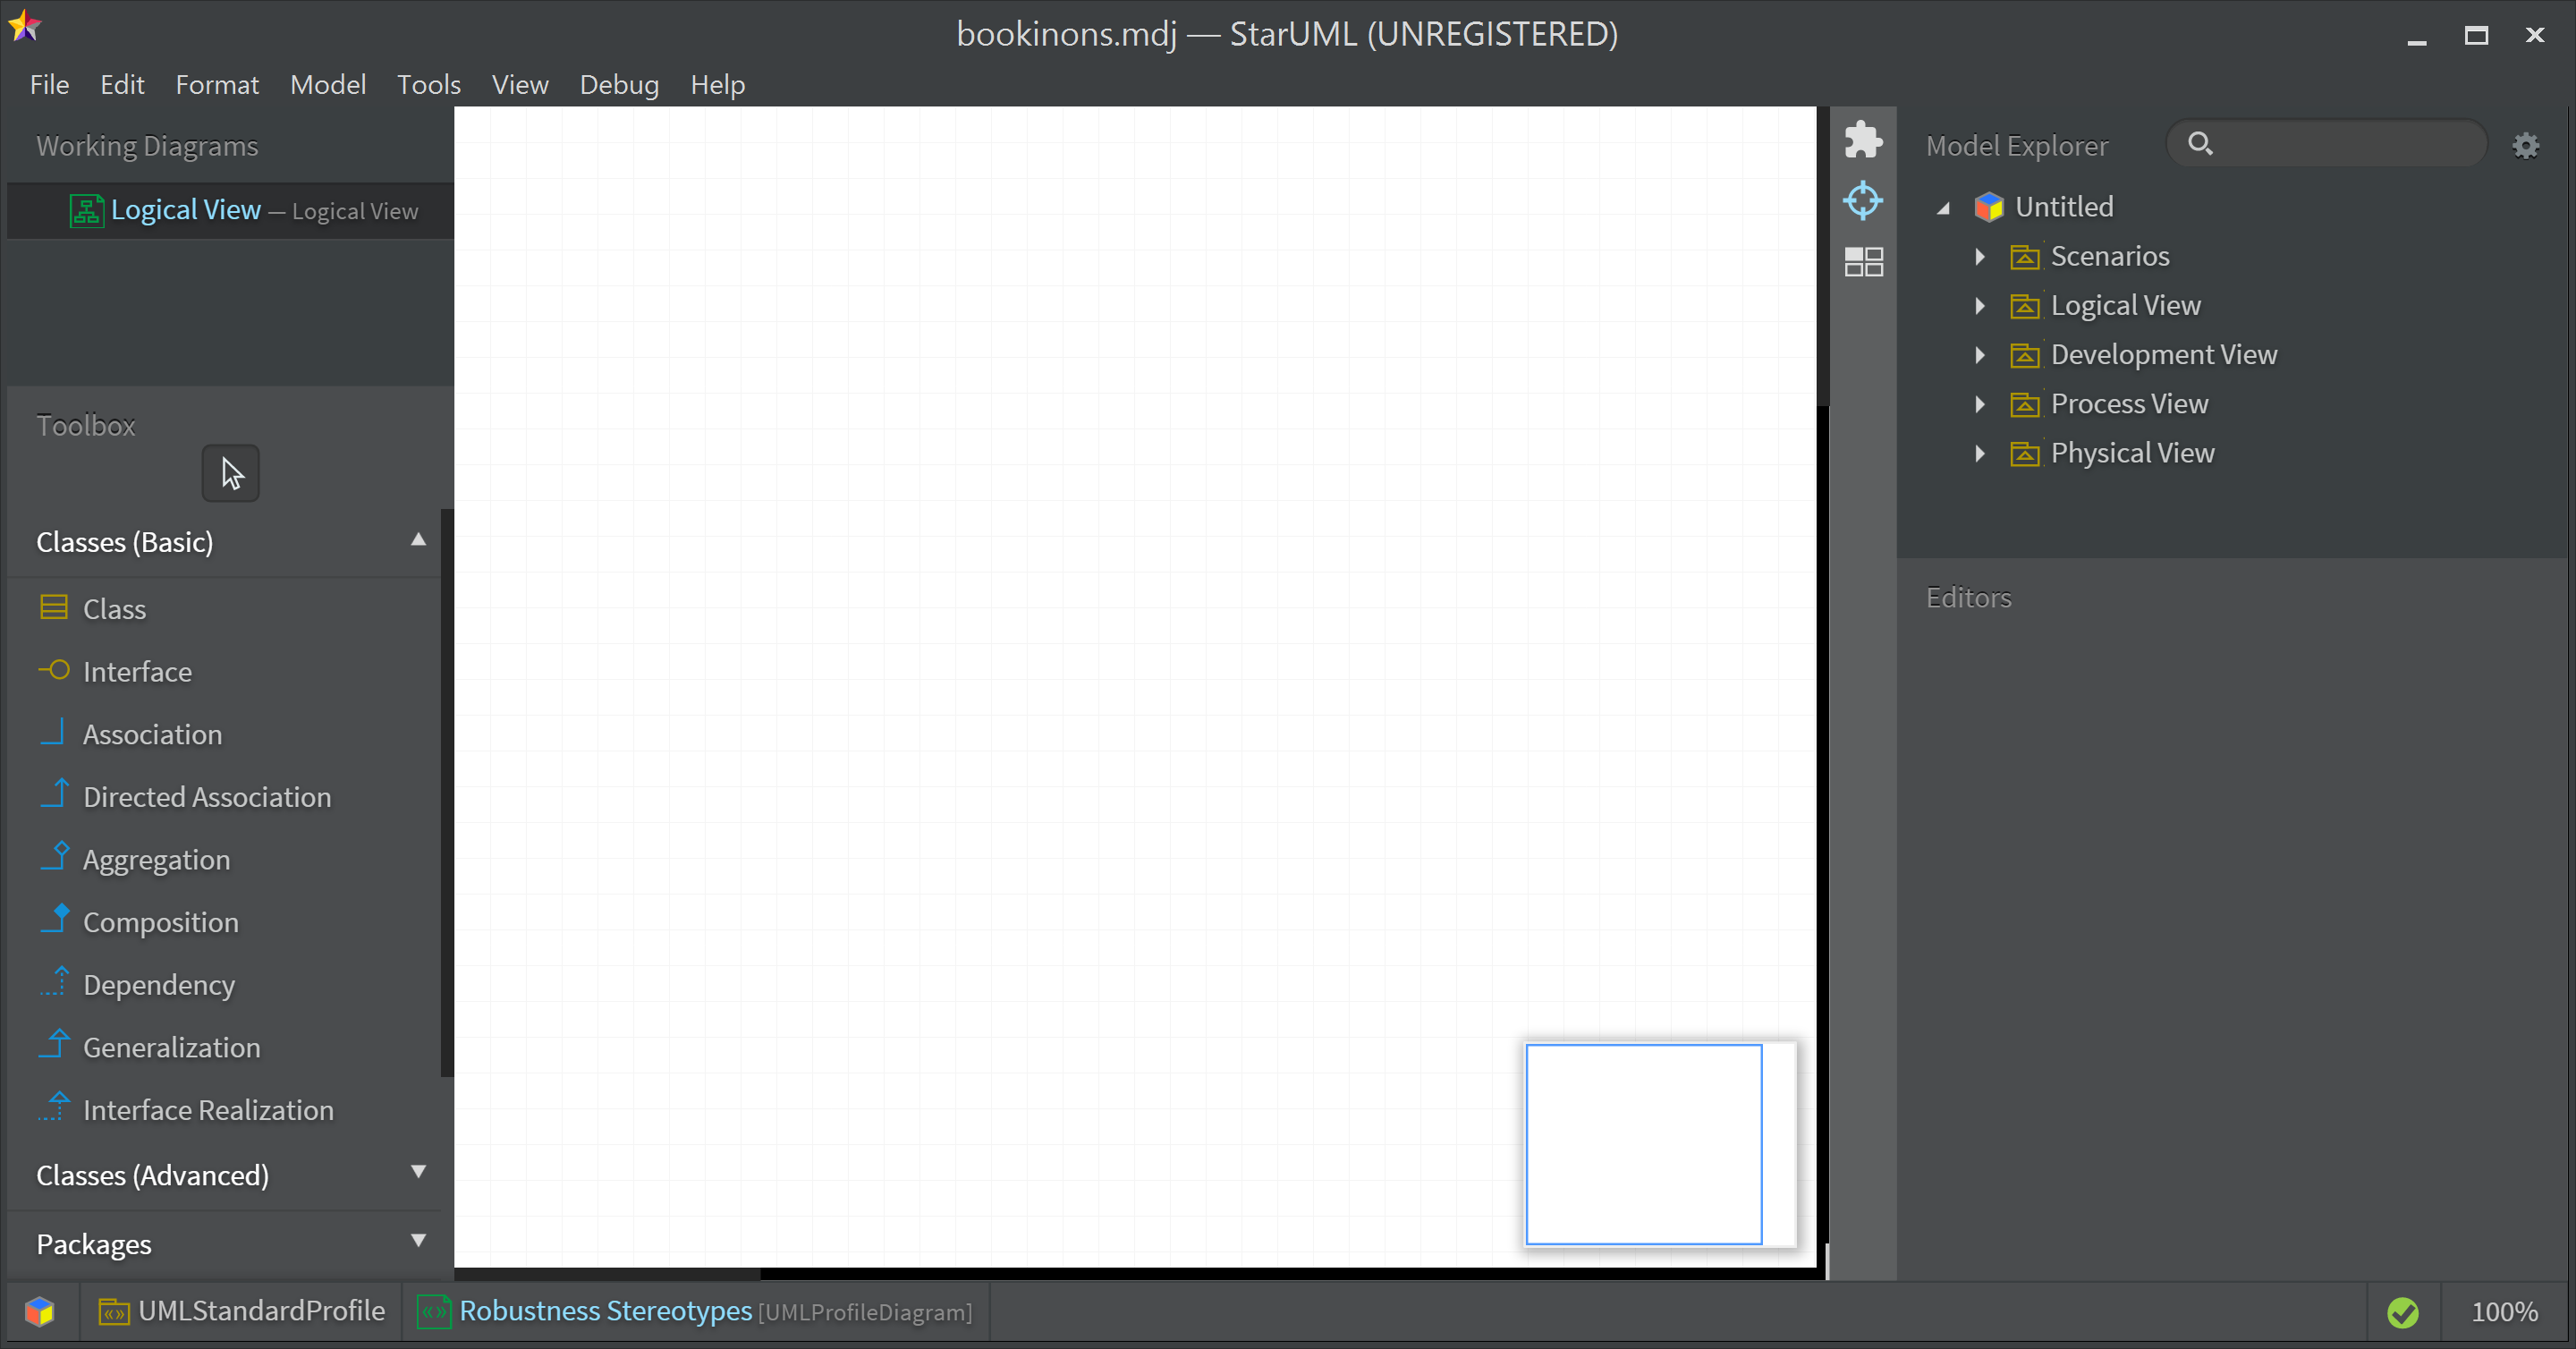 bookinons.mdj — StarUML (UNREGISTERED)
File Edit Format Model Tools View Debug Help
Working Diagrams
Logical View — Logical View
Toolbox
Classes (Basic)
Class
Interface
Association
Directed Association
Aggregation
Composition
Dependency
Generalization
Interface Realization
Classes (Advanced)
Packages
Model Explorer
Untitled
Scenarios
Logical View
Development View
Process View
Physical View
Editors
UMLStandardProfile Robustness Stereotypes [UMLProfileDiagram] 100%